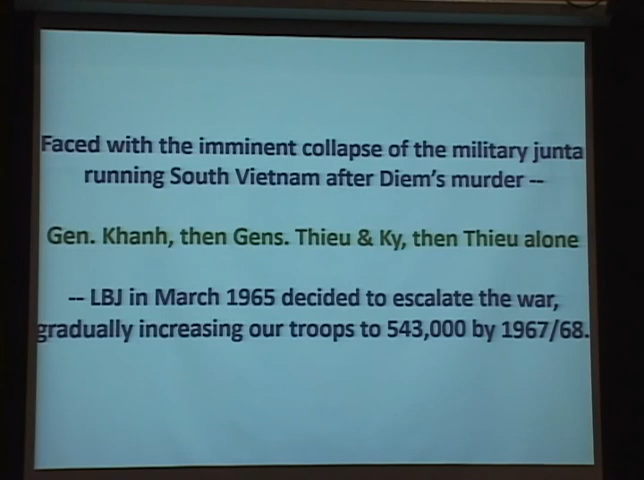 Faced with the imminent collapse of the military junta
running South Vietnam after Diem's murder --
Gen. Khanh, then Gens. Thieu & Ky, then Thieu alone
-- LBJ in March 1965 decided to escalate the war,
gradually increasing our troops to 543,000 by 1967/68.